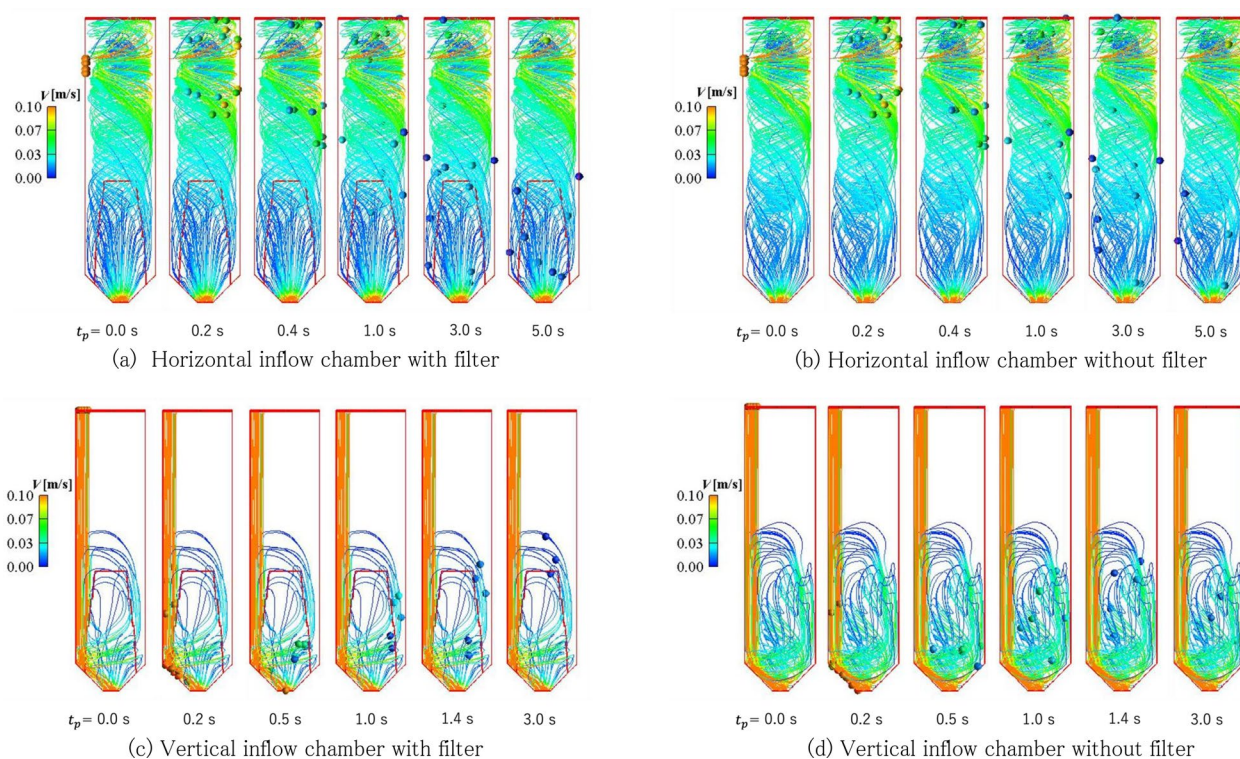 V[m/s]
0.10
0.07
0.03
0.00
tₚ = 0.0 s 0.2 s 0.4 s 1.0 s 3.0 s 5.0 s
(a) Horizontal inflow chamber with filter
V[m/s]
0.10
0.07
0.03
0.00
tₚ = 0.0 s 0.2 s 0.4 s 1.0 s 3.0 s 5.0 s
(b) Horizontal inflow chamber without filter
V[m/s]
0.10
0.07
0.03
0.00
tₚ = 0.0 s 0.2 s 0.5 s 1.0 s 1.4 s 3.0 s
(c) Vertical inflow chamber with filter
V[m/s]
0.10
0.07
0.03
0.00
tₚ = 0.0 s 0.2 s 0.5 s 1.0 s 1.4 s 3.0 s
(d) Vertical inflow chamber without filter